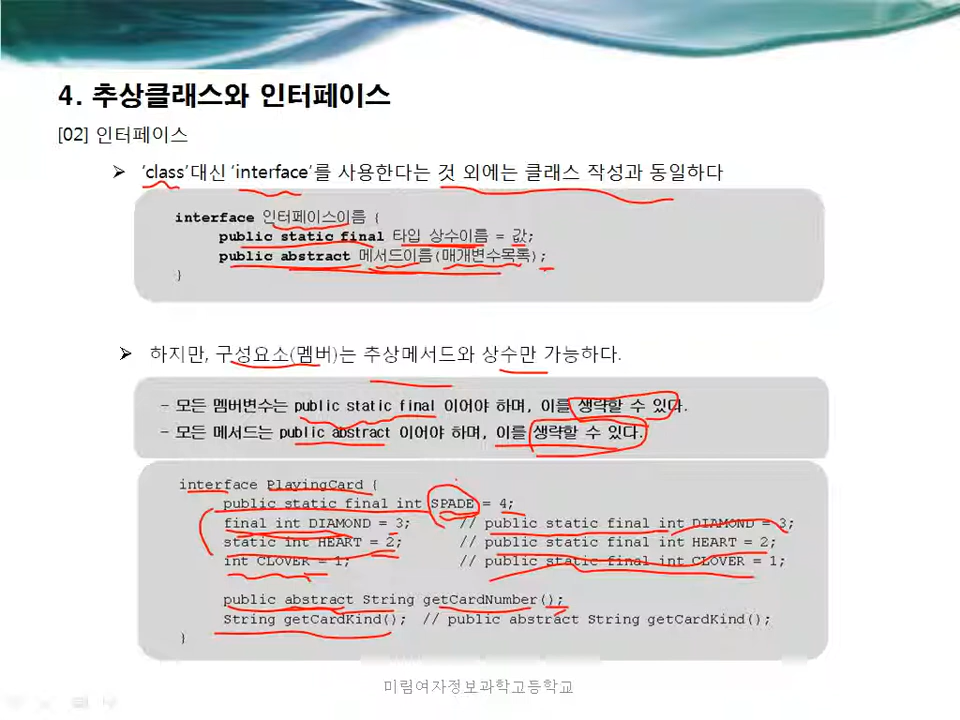 4. 추상클래스와 인터페이스
[02] 인터페이스
➢ 'class'대신 'interface'를 사용한다는 것 외에는 클래스 작성과 동일하다
interface 인터페이스이름 {
public static final 타입 상수이름 = 값;
public abstract 메서드이름(매개변수목록);
}
➢ 하지만, 구성요소(멤버)는 추상메서드와 상수만 가능하다.
- 모든 멤버변수는 public static final 이어야 하며, 이를 생략할 수 있다.
- 모든 메서드는 public abstract 이어야 하며, 이를 생략할 수 있다.
interface PlayingCard {
public static final int SPADE = 4;
final int DIAMOND = 3; // public static final int DIAMOND = 3;
static int HEART = 2; // public static final int HEART = 2;
int CLOVER = 1; // public static final int CLOVER = 1;
public abstract String getCardNumber();
String getCardKind(); // public abstract String getCardKind();
}
미림여자정보과학고등학교